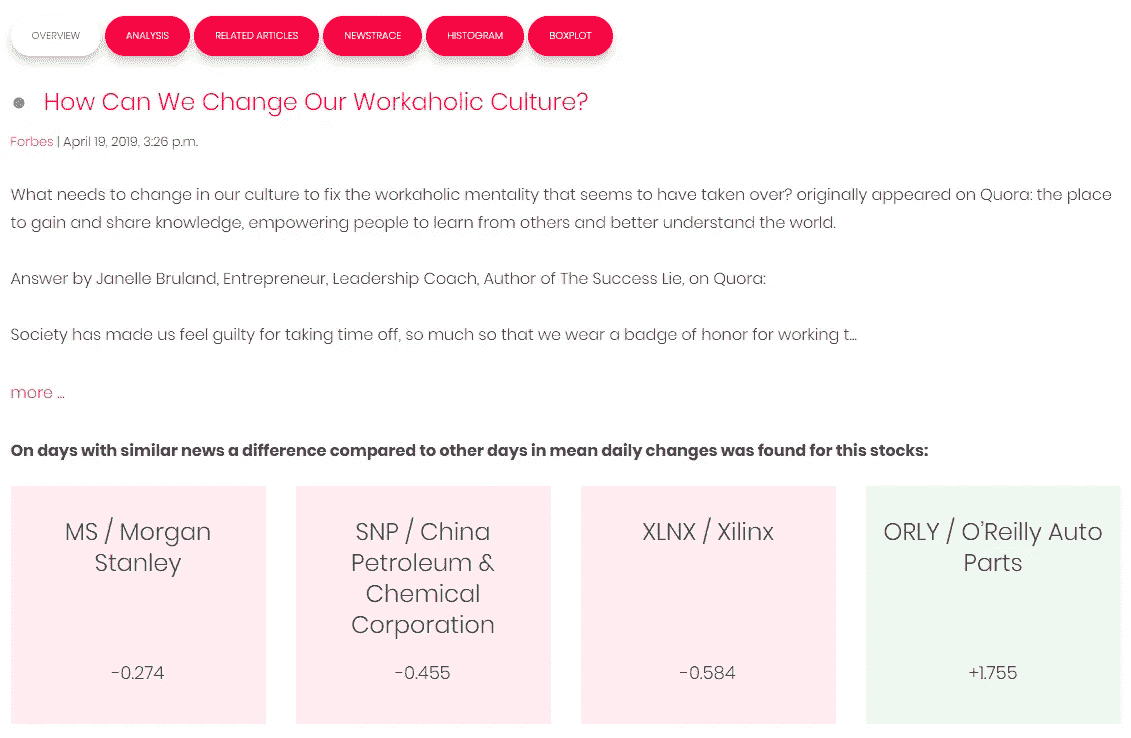 OVERVIEW ANALYSIS RELATED ARTICLES NEWSTRACE HISTOGRAM BOXPLOT
How Can We Change Our Workaholic Culture?
Forbes | April 19, 2019, 3:26 p.m.
What needs to change in our culture to fix the workaholic mentality that seems to have taken over? originally appeared on Quora: the place
to gain and share knowledge, empowering people to learn from others and better understand the world.
Answer by Janelle Bruland, Entrepreneur, Leadership Coach, Author of The Success Lie, on Quora:
Society has made us feel guilty for taking time off, so much so that we wear a badge of honor for working t...
more ...
On days with similar news a difference compared to other days in mean daily changes was found for this stocks:
MS / Morgan
Stanley
-0.274
SNP / China
Petroleum &
Chemical
Corporation
-0.455
XLNX / Xilinx
-0.584
ORLY / O'Reilly Auto
Parts
+1.755